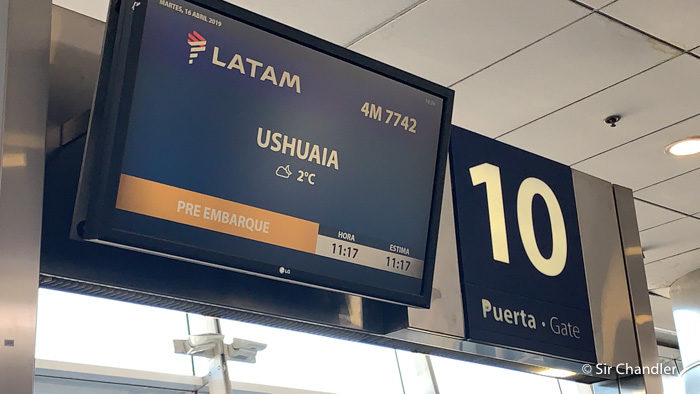 MARTES, 16 ABRIL 2019
LATAM
4M 7742
USHUAIA
2°C
PRE EMBARQUE
HORA
11:17
ESTIMA
11:17
LG
10
Puerta · Gate
© Sir Chandler